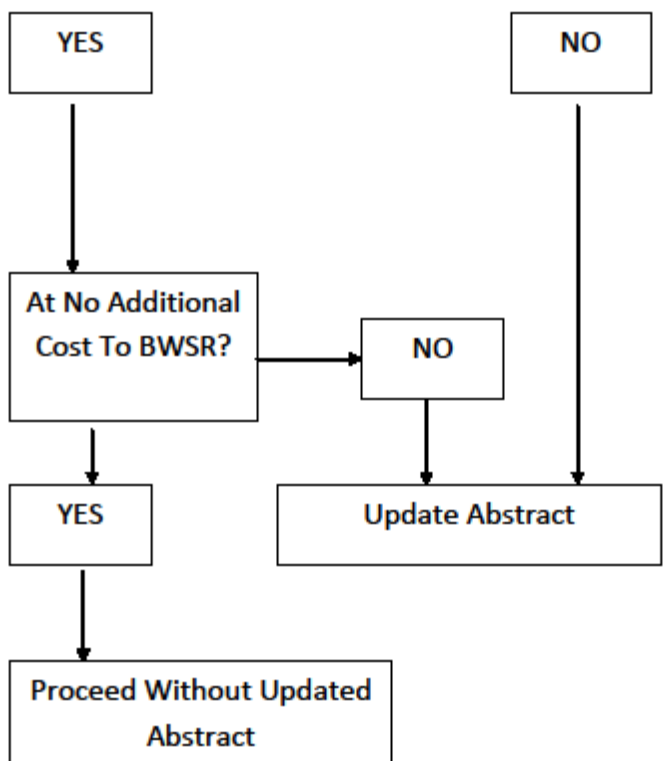 YES
NO
At No Additional
Cost To BWSR?
NO
YES
Update Abstract
Proceed Without Updated
Abstract